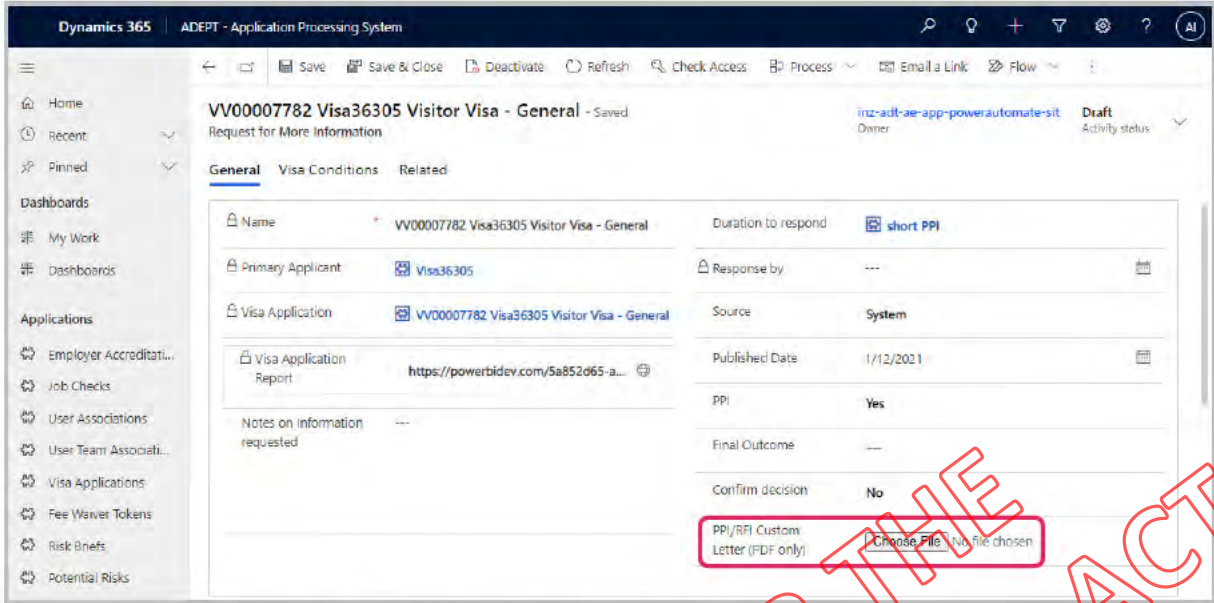 Dynamics 365 ADEPT - Application Processing System ? AI
Save Save & Close Deactivate Refresh Check Access Process Email a Link Flow
Home
Recent
Pinned
Dashboards
My Work
Dashboards
Applications
Employer Accreditati...
Job Checks
User Associations
User Team Associati...
Visa Applications
Fee Waiver Tokens
Risk Briefs
Potential Risks
VV00007782 Visa36305 Visitor Visa - General - Saved
Request for More Information
inz-adt-ae-app-powerautomate-sit
Owner
Draft
Activity status
General Visa Conditions Related
Name * VV00007782 Visa36305 Visitor Visa - General
Primary Applicant Visa36305
Visa Application VV00007782 Visa36305 Visitor Visa - General
Visa Application
Report
https://powerbidev.com/5a852d65-a...
Notes on Information
requested
---
Duration to respond short PPI
Response by ---
Source System
Published Date 1/12/2021
PPI Yes
Final Outcome ---
Confirm decision No
PPI/RFI Custom
Letter (PDF only)
Choose File No file chosen
THE
ACT